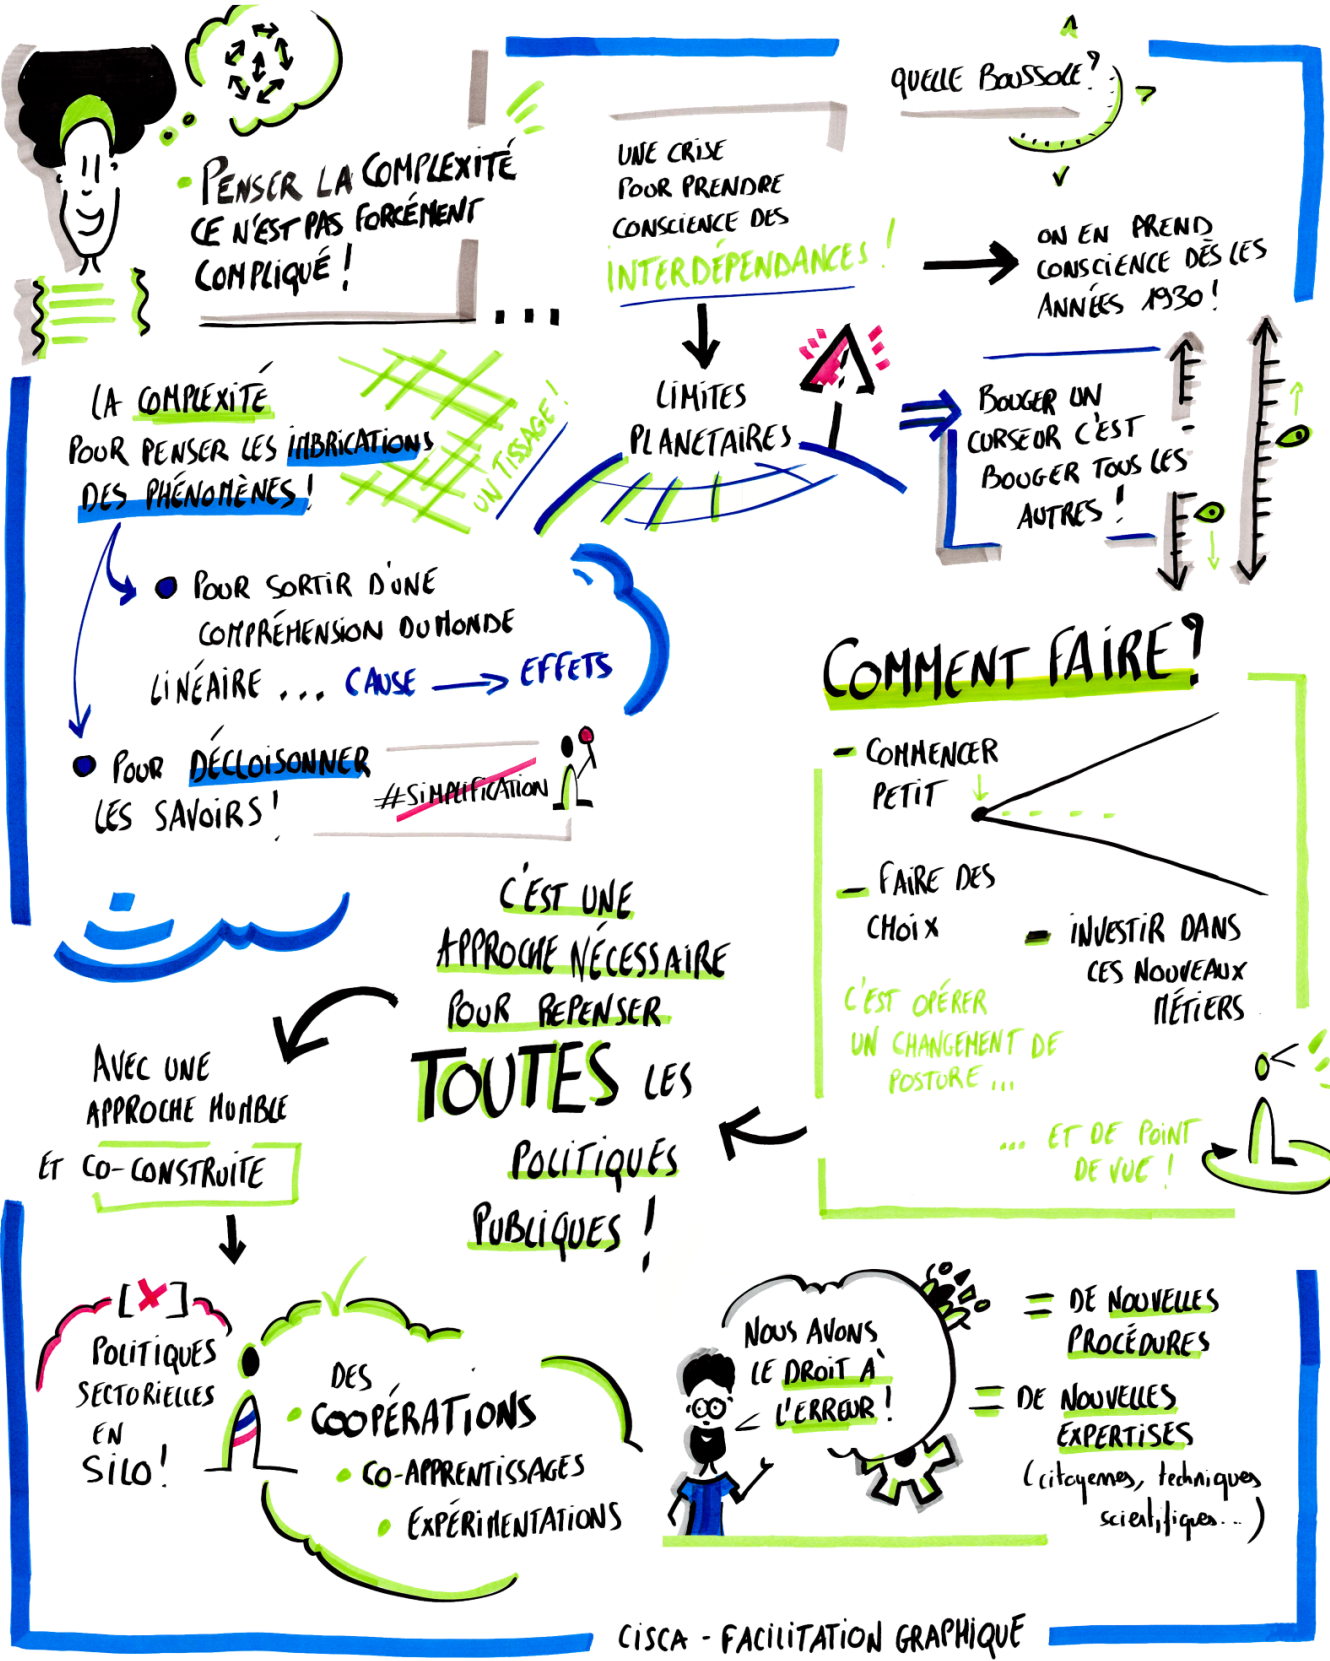 • PENSER LA COMPLEXITÉ
CE N'EST PAS FORCÉMENT
COMPLIQUÉ !
...
UNE CRISE
POUR PRENDRE
CONSCIENCE DES
INTERDÉPENDANCES !
QUELLE BOUSSOLE ?
ON EN PREND
CONSCIENCE DÈS LES
ANNÉES 1930 !
LA COMPLEXITÉ
POUR PENSER LES IMBRICATIONS
DES PHÉNOMÈNES !
UN TISSAGE !
LIMITES
PLANETAIRES
BOUGER UN
CURSEUR C'EST
BOUGER TOUS LES
AUTRES !
• POUR SORTIR D'UNE
COMPRÉHENSION DU MONDE
LINÉAIRE ... CAUSE → EFFETS
• POUR DÉCLOISONNER
LES SAVOIRS !
#SIMPLIFICATION
COMMENT FAIRE ?
- COMMENCER
PETIT
- FAIRE DES
CHOIX
- INVESTIR DANS
CES NOUVEAUX
MÉTIERS
C'EST OPÉRER
UN CHANGEMENT DE
POSTURE ...
... ET DE POINT
DE VUE !
C'EST UNE
APPROCHE NÉCESSAIRE
POUR REPENSER
TOUTES LES
POLITIQUES
PUBLIQUES !
AVEC UNE
APPROCHE HUMBLE
ET CO-CONSTRUITE
[X]
POLITIQUES
SECTORIELLES
EN
SILO !
DES
• COOPÉRATIONS
• CO-APPRENTISSAGES
• EXPÉRIMENTATIONS
NOUS AVONS
LE DROIT À
L'ERREUR !
= DE NOUVELLES
PROCÉDURES
= DE NOUVELLES
EXPERTISES
(citoyennes, techniques
scientifiques...)
CISCA - FACILITATION GRAPHIQUE